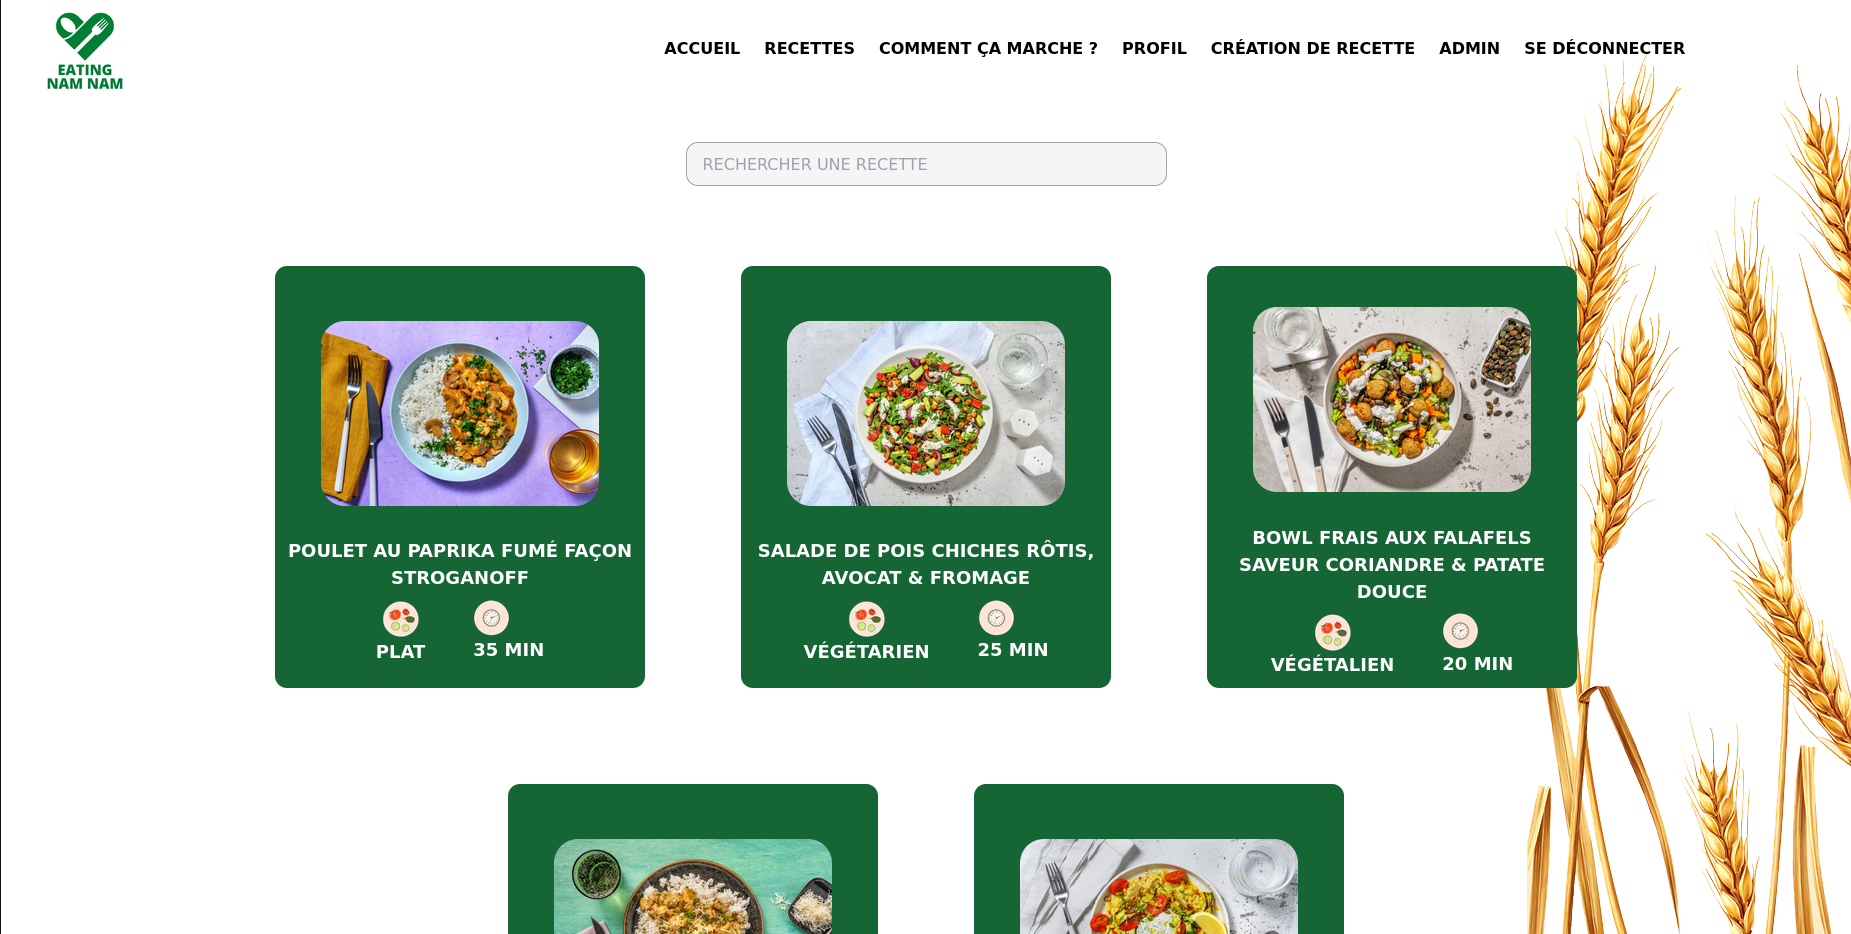 EATING
NAM NAM
ACCUEIL RECETTES COMMENT ÇA MARCHE ? PROFIL CRÉATION DE RECETTE ADMIN SE DÉCONNECTER
RECHERCHER UNE RECETTE
POULET AU PAPRIKA FUMÉ FAÇON
STROGANOFF
PLAT 35 MIN
SALADE DE POIS CHICHES RÔTIS,
AVOCAT & FROMAGE
VÉGÉTARIEN 25 MIN
BOWL FRAIS AUX FALAFELS
SAVEUR CORIANDRE & PATATE
DOUCE
VÉGÉTALIEN 20 MIN